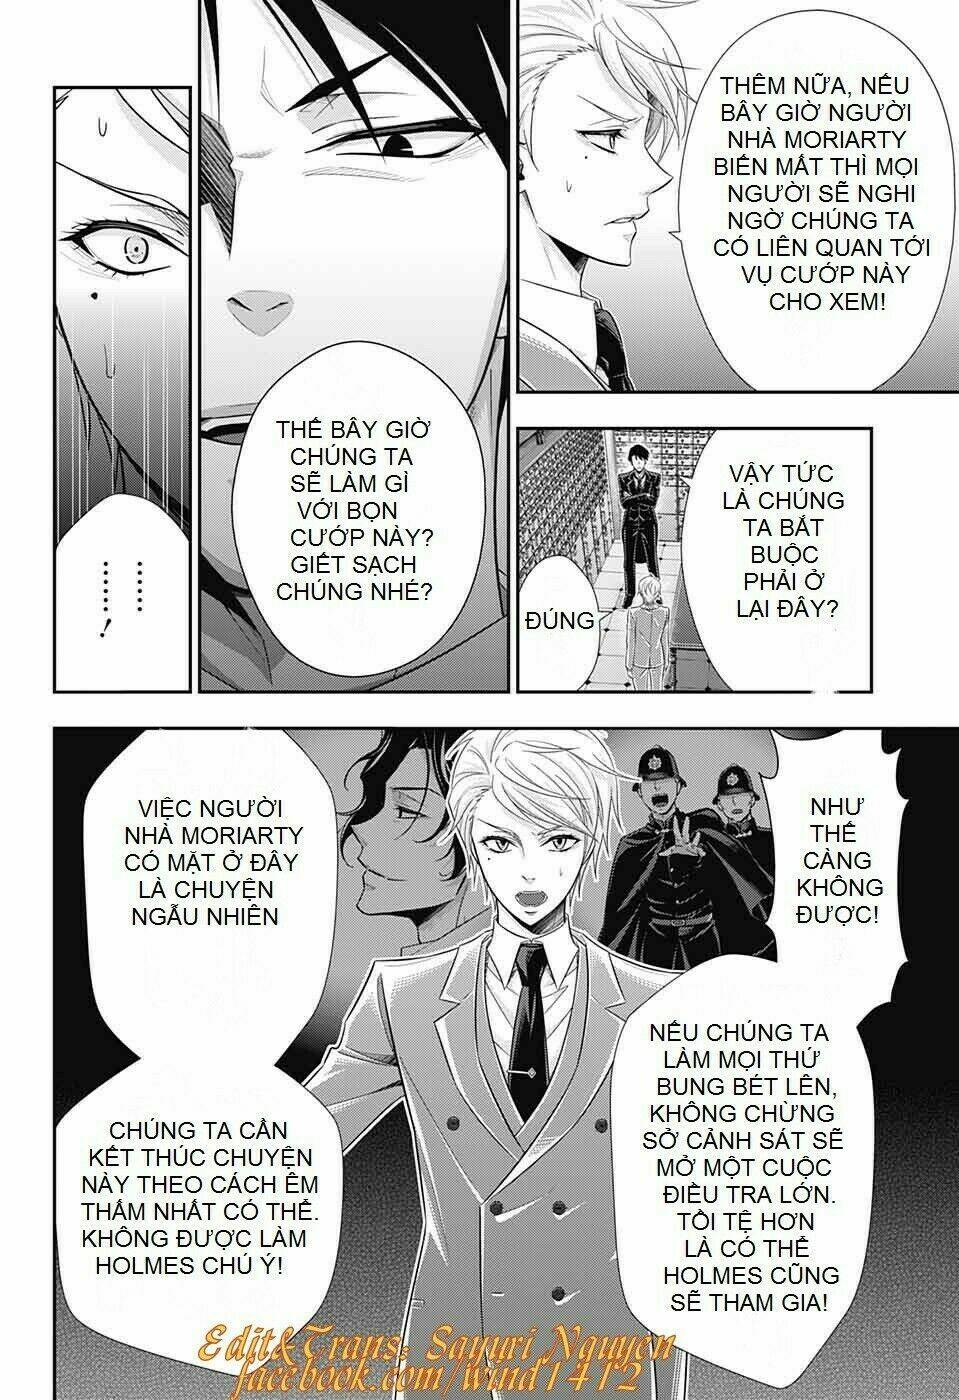 THÊM NỮA, NẾU
BÂY GIỜ NGƯỜI
NHÀ MORIARTY
BIẾN MẤT THÌ MỌI
NGƯỜI SẼ NGHI
NGỜ CHÚNG TA
CÓ LIÊN QUAN TỚI
VỤ CƯỚP NÀY
CHO XEM!
VẬY TỨC
LÀ CHÚNG
TA BẮT
BUỘC
PHẢI Ở
LẠI ĐÂY?
ĐÚNG
THẾ BÂY GIỜ
CHÚNG TA
SẼ LÀM GÌ
VỚI BỌN
CƯỚP NÀY?
GIẾT SẠCH
CHÚNG NHÉ?
......
......!
NHƯ
THẾ
CÀNG
KHÔNG
ĐƯỢC!
NẾU CHÚNG TA
LÀM MỌI THỨ
BUNG BÉT LÊN,
KHÔNG CHỪNG
SỞ CẢNH SÁT SẼ
MỞ MỘT CUỘC
ĐIỀU TRA LỚN.
TỒI TỆ HƠN
LÀ CÓ THỂ
HOLMES CŨNG
SẼ THAM GIA!
VIỆC NGƯỜI
NHÀ MORIARTY
CÓ MẶT Ở ĐÂY
LÀ CHUYỆN
NGẪU NHIÊN
CHÚNG TA CẦN
KẾT THÚC CHUYỆN
NÀY THEO CÁCH ÊM
THẤM NHẤT CÓ THỂ.
KHÔNG ĐƯỢC LÀM
HOLMES CHÚ Ý!
Edit&Trans: Sayuri Nguyen
facebook.com/wind1412